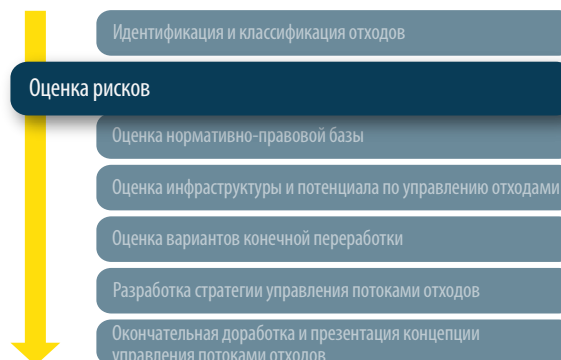 Идентификация и классификация отходов
Оценка рисков
Оценка нормативно-правовой базы
Оценка инфраструктуры и потенциала по управлению отходами
Оценка вариантов конечной переработки
Разработка стратегии управления потоками отходов
Окончательная доработка и презентация концепции
управления потоками отходов